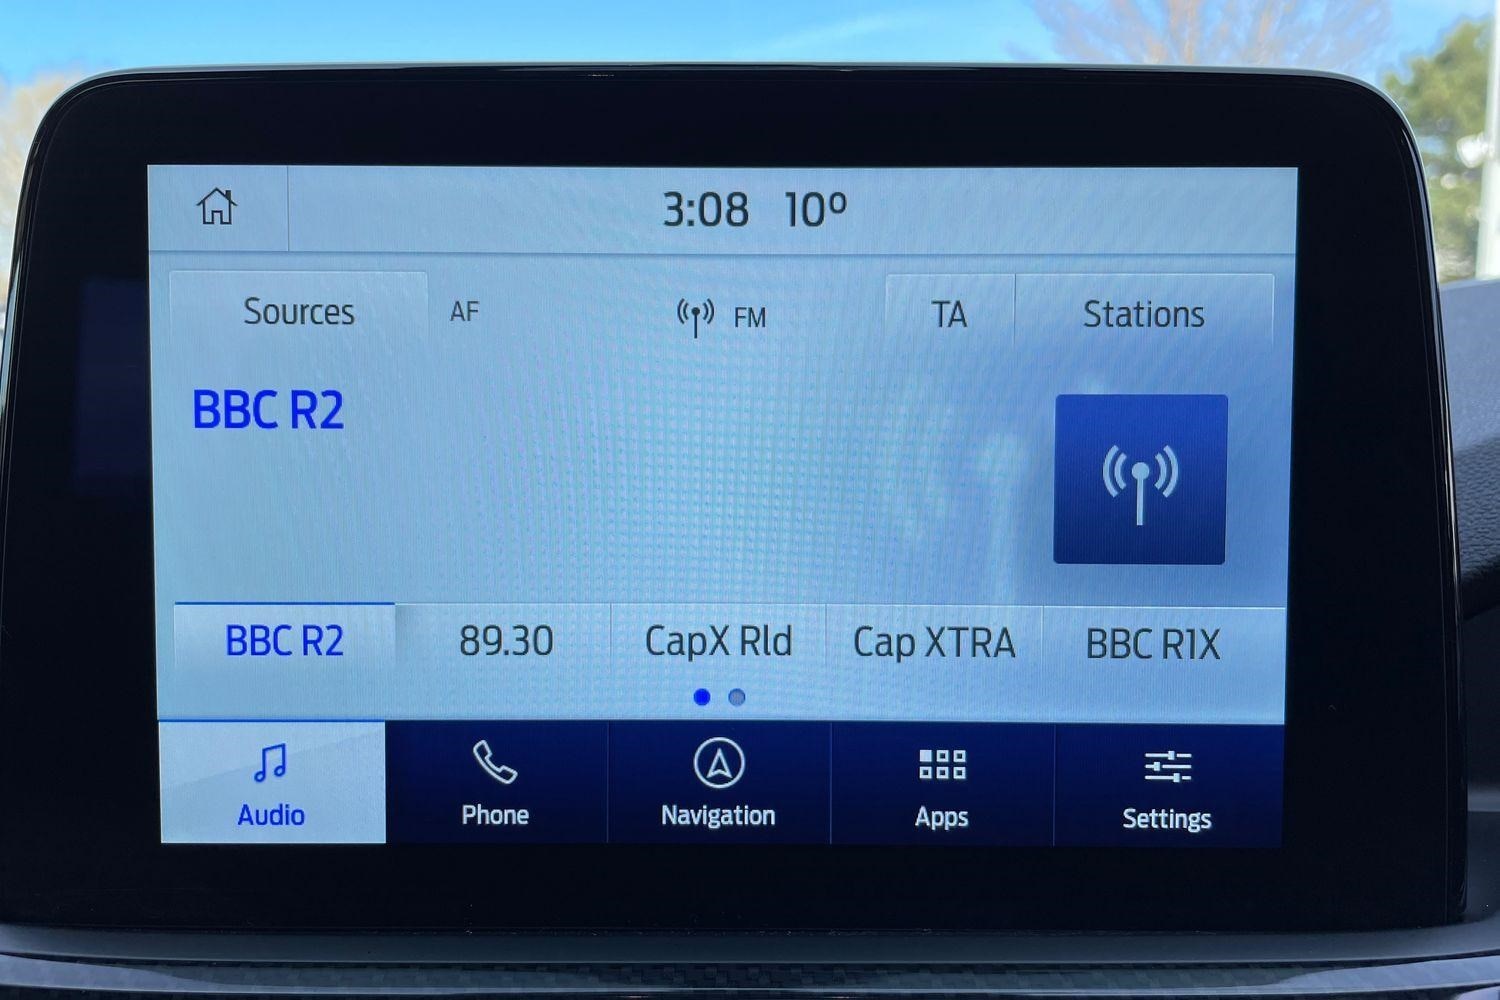 3:08 10º
Sources AF FM TA Stations
BBC R2
BBC R2 89.30 CapX Rld Cap XTRA BBC R1X
Audio Phone Navigation Apps Settings